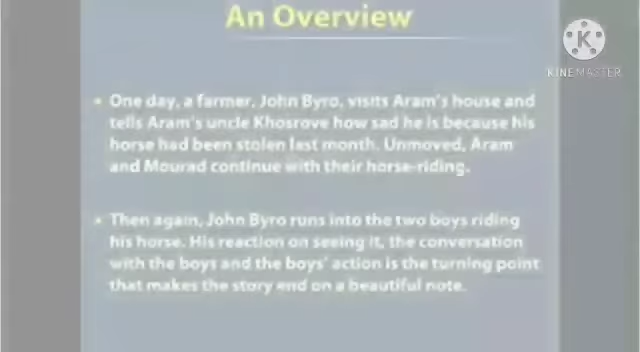 An Overview
KINEMASTER
• One day, a farmer, John Byro, visits Aram's house and
tells Aram's uncle Khosrove how sad he is because his
horse had been stolen last month. Unmoved, Aram
and Mourad continue with their horse-riding.
• Then again, John Byro runs into the two boys riding
his horse. His reaction on seeing it, the conversation
with the boys and the boys' action is the turning point
that makes the story end on a beautiful note.